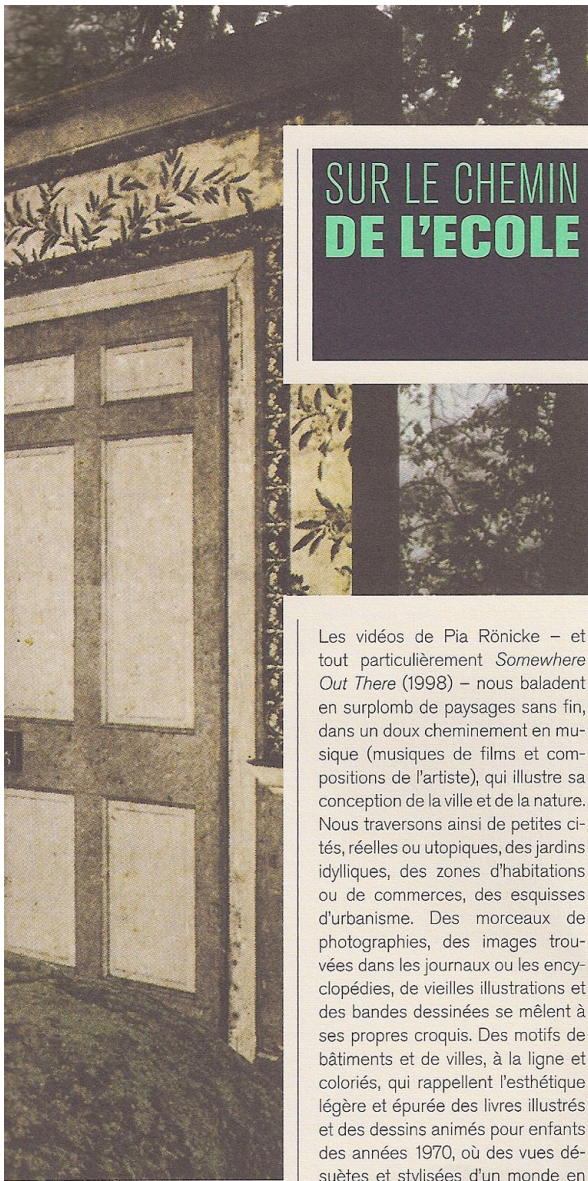 SUR LE CHEMIN
DE L'ECOLE
Les vidéos de Pia Rönicke – et
tout particulièrement Somewhere
Out There (1998) – nous baladent
en surplomb de paysages sans fin,
dans un doux cheminement en mu-
sique (musiques de films et com-
positions de l'artiste), qui illustre sa
conception de la ville et de la nature.
Nous traversons ainsi de petites ci-
tés, réelles ou utopiques, des jardins
idylliques, des zones d'habitations
ou de commerces, des esquisses
d'urbanisme. Des morceaux de
photographies, des images trou-
vées dans les journaux ou les ency-
clopédies, de vieilles illustrations et
des bandes dessinées se mêlent à
ses propres croquis. Des motifs de
bâtiments et de villes, à la ligne et
coloriés, qui rappellent l'esthétique
légère et épurée des livres illustrés
et des dessins animés pour enfants
des années 1970, où des vues dé-
suètes et stylisées d'un monde en